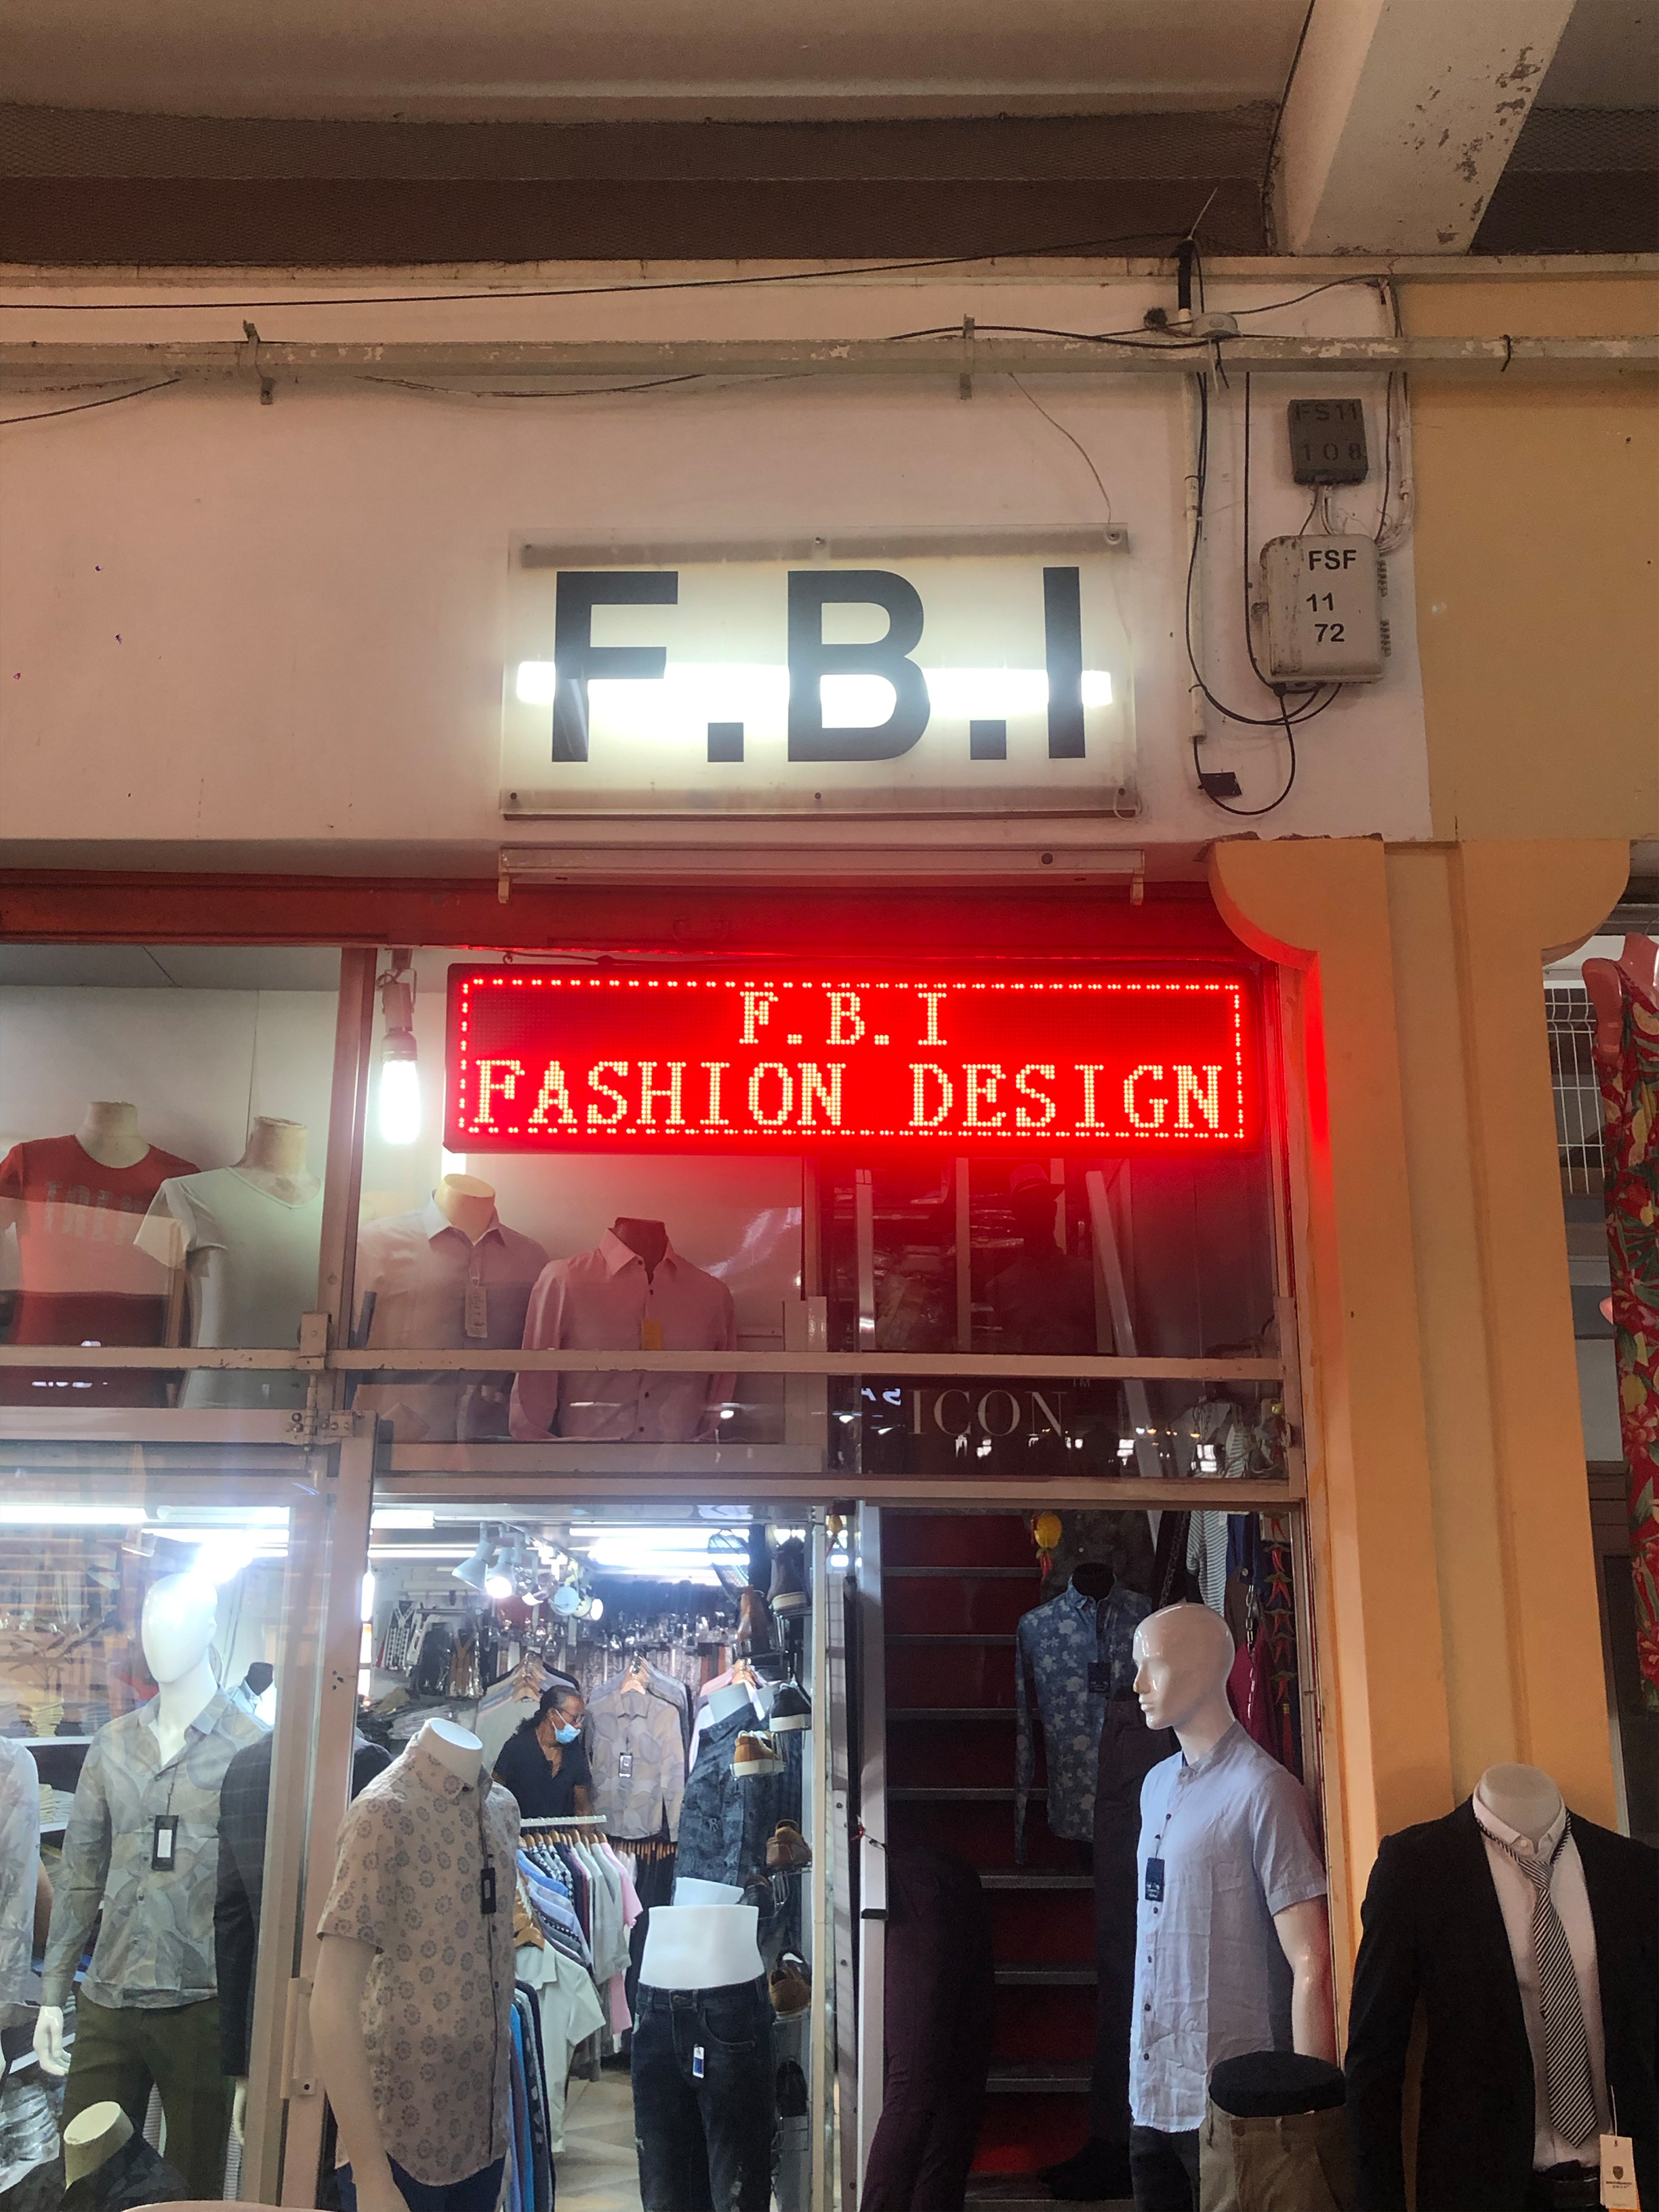 FS11
108
F.B.I
FSF
11
72
F.B.I
FASHION DESIGN
ICON